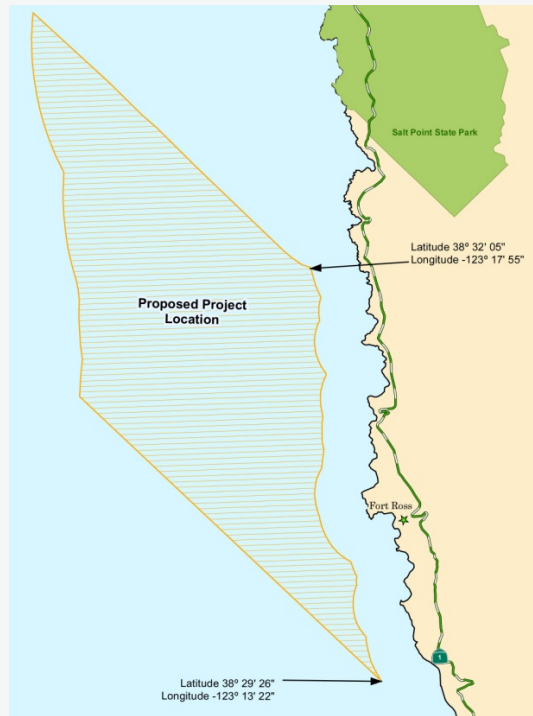 Salt Point State Park
Latitude 38º 32' 05"
Longitude -123º 17' 55"
Proposed Project
Location
Fort Ross
1
Latitude 38º 29' 26"
Longitude -123º 13' 22"